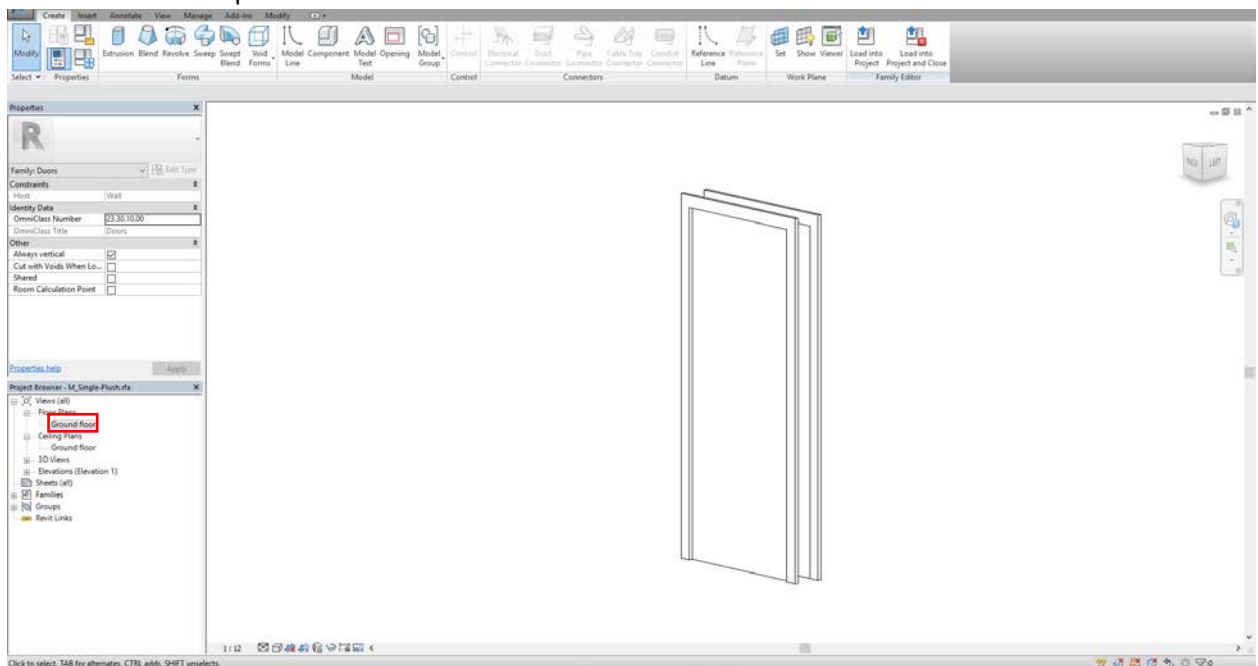 Create Insert Annotate View Manage Add-Ins Modify
Modify Extrusion Blend Revolve Sweep Swept Blend Void Forms Model Line Component Model Text Opening Model Group Control Electrical Connector Duct Connector Pipe Connector Cable Tray Connector Conduit Connector Reference Line Reference Plane Set Show Viewer Load into Project Load into Project and Close
Select Properties Forms Model Control Connectors Datum Work Plane Family Editor
Properties X
R
Family: Doors Edit Type
Constraints
Host Wall
Identity Data
OmniClass Number 23.30.10.00
OmniClass Title Doors
Other
Always vertical
Cut with Voids When Lo...
Shared
Room Calculation Point
Properties help Apply
Project Browser - M_Single-Flush.rfa X
Views (all)
Floor Plans
Ground floor
Ceiling Plans
Ground floor
3D Views
Elevations (Elevation 1)
Sheets (all)
Families
Groups
Revit Links
BACK LEFT
1 : 12
Click to select, TAB for alternates, CTRL adds, SHIFT unselects.